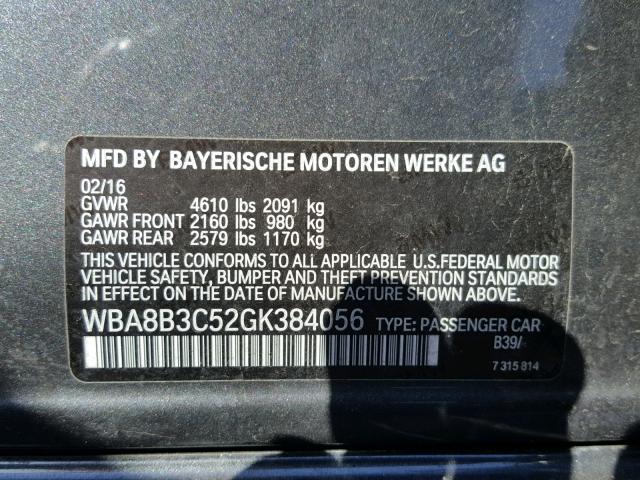 MFD BY BAYERISCHE MOTOREN WERKE AG
02/16
GVWR 4610 lbs 2091 kg
GAWR FRONT 2160 lbs 980 kg
GAWR REAR 2579 lbs 1170 kg
THIS VEHICLE CONFORMS TO ALL APPLICABLE U.S.FEDERAL MOTOR
VEHICLE SAFETY, BUMPER AND THEFT PREVENTION STANDARDS
IN EFFECT ON THE DATE OF MANUFACTURE SHOWN ABOVE.
WBA8B3C52GK384056 TYPE: PASSENGER CAR
B39/
7 315 814